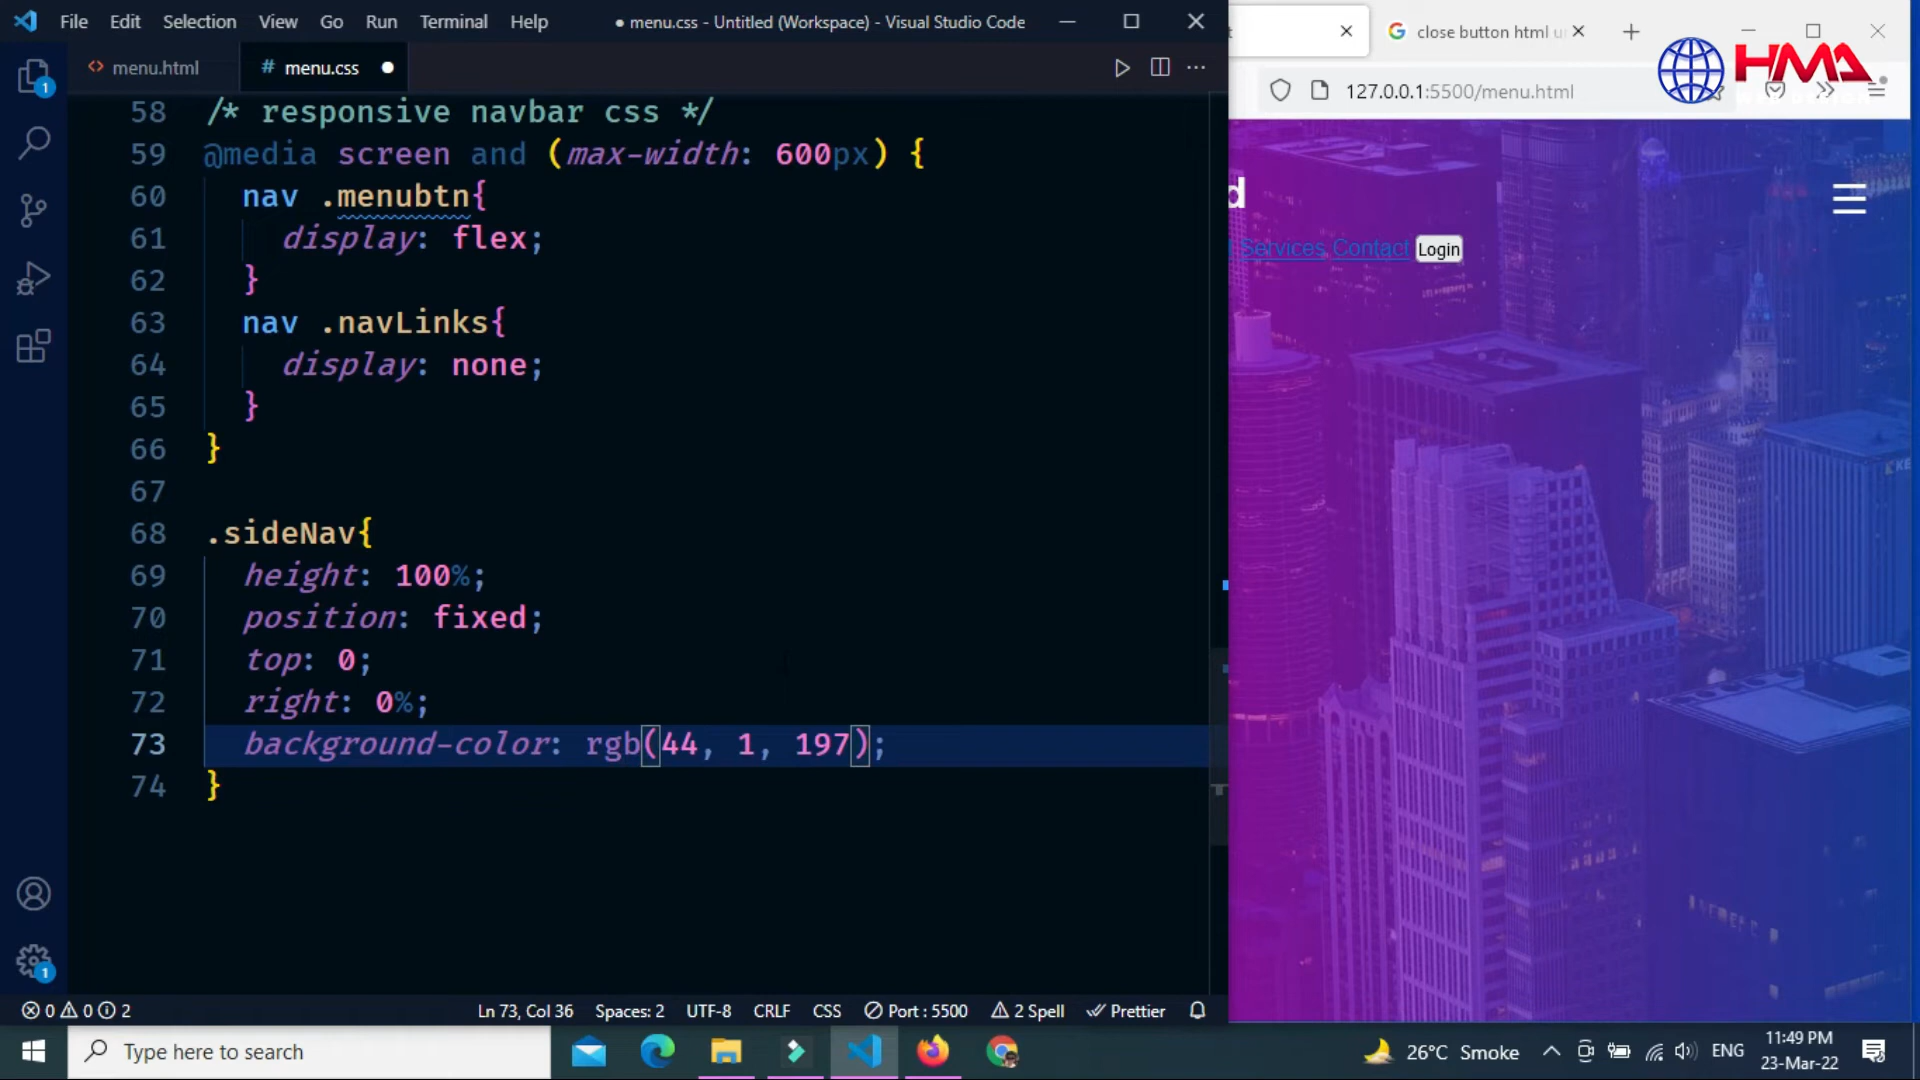 File Edit Selection View Go Run Terminal Help
● menu.css - Untitled (Workspace) - Visual Studio Code
menu.html
# menu.css
58 /* responsive navbar css */
59 @media screen and (max-width: 600px) {
60 nav .menubtn{
61 display: flex;
62 }
63 nav .navLinks{
64 display: none;
65 }
66 }
67
68 .sideNav{
69 height: 100%;
70 position: fixed;
71 top: 0;
72 right: 0%;
73 background-color: rgb(44, 1, 197);
74 }
1
1
0 0 2
Ln 73, Col 36 Spaces: 2 UTF-8 CRLF CSS Port : 5500 2 Spell Prettier
close button html
HMA
127.0.0.1:5500/menu.html
d
Services Contact Login
Type here to search
26°C Smoke
ENG
11:49 PM
23-Mar-22